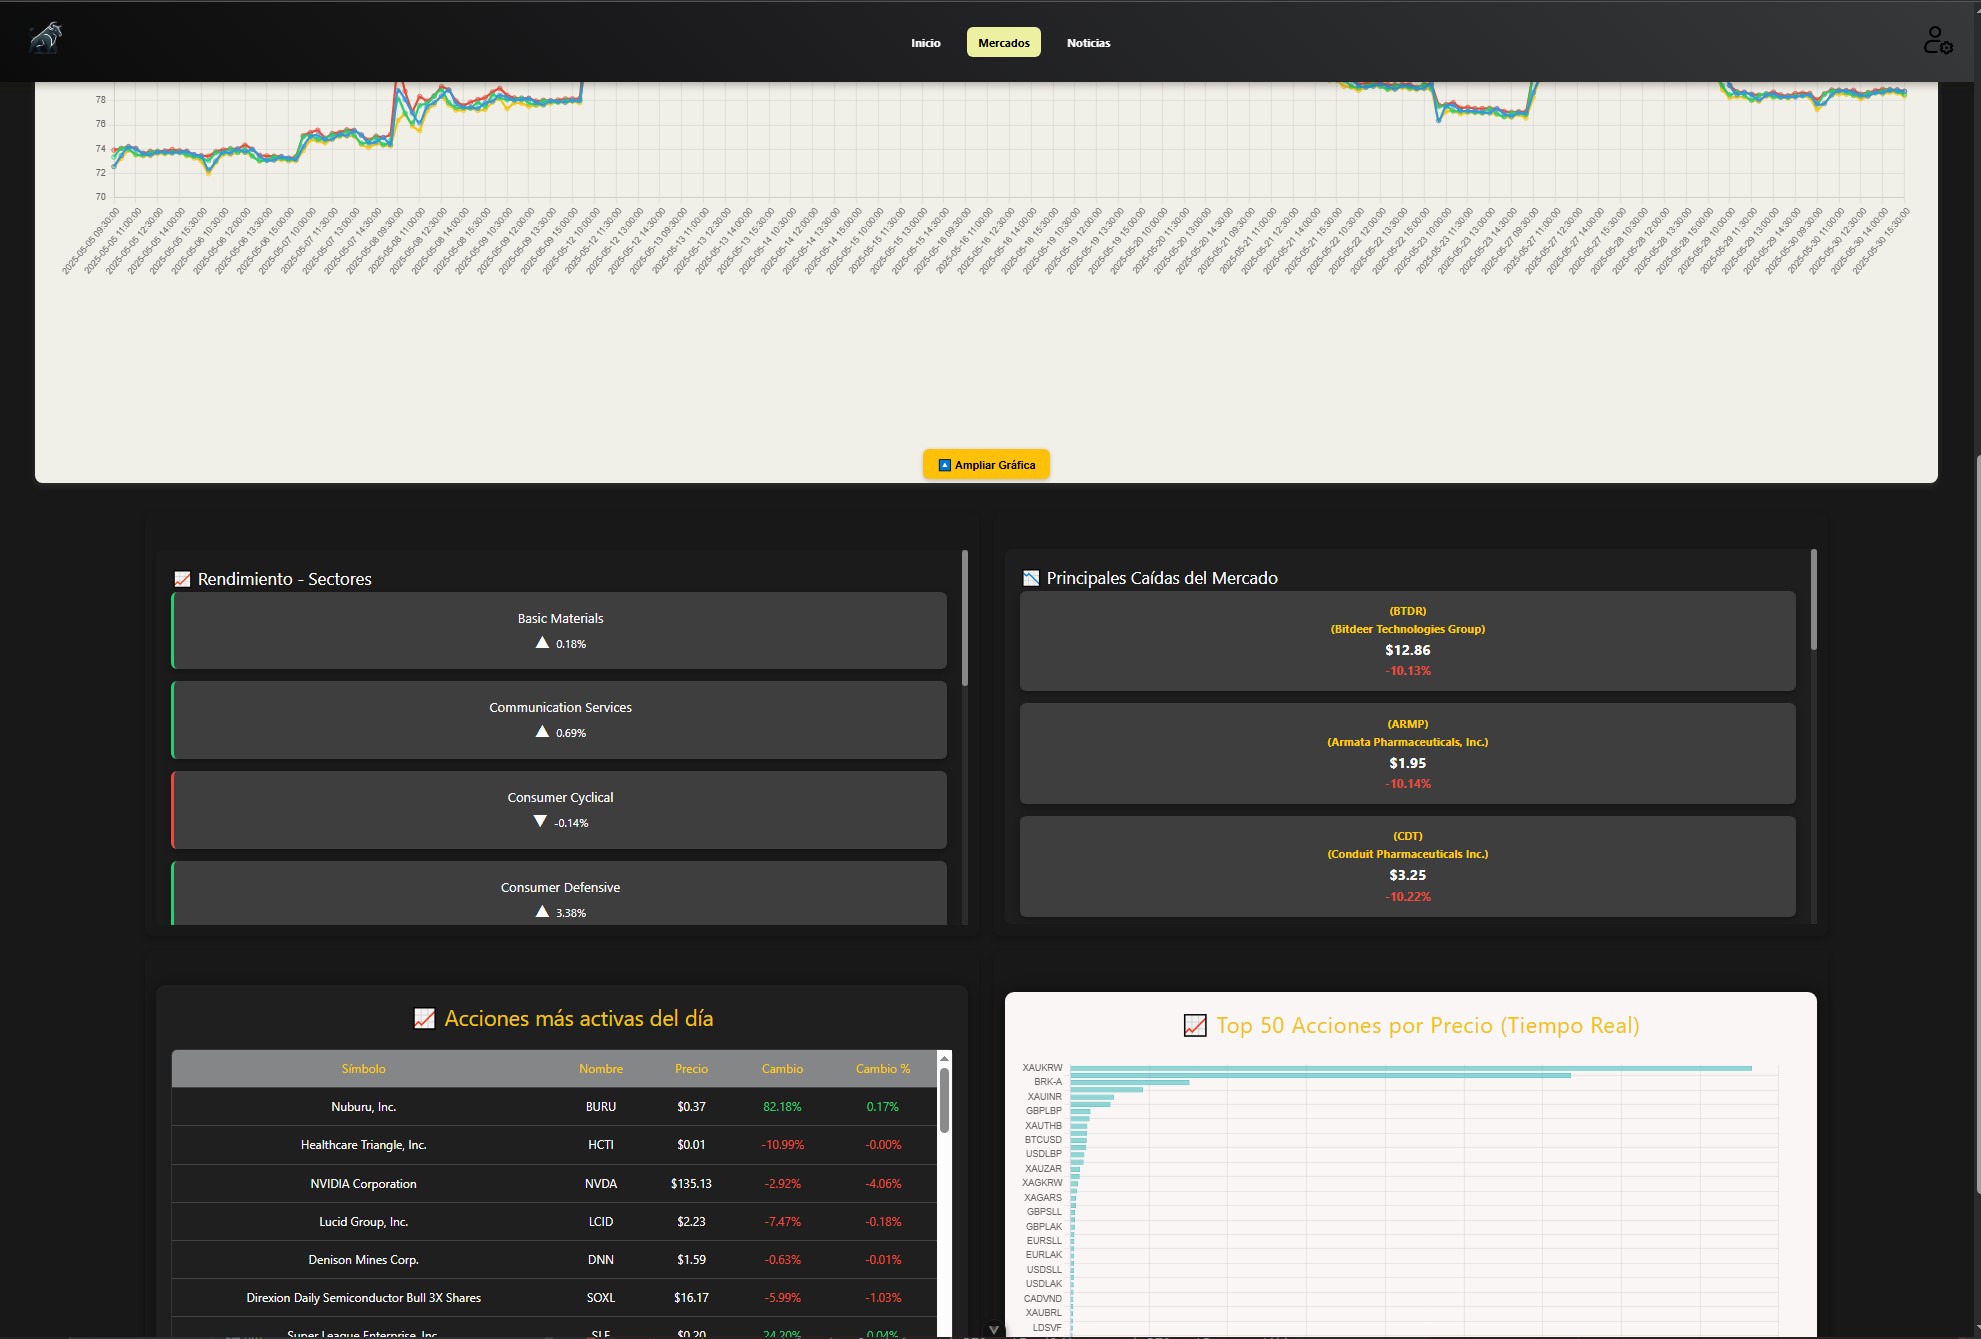 Inicio
Mercados
Noticias
78
76
74
72
70
2025-05-05 09:30:00
2025-05-05 11:00:00
2025-05-05 12:30:00
2025-05-05 14:00:00
2025-05-05 15:30:00
2025-05-06 10:30:00
2025-05-06 12:00:00
2025-05-06 13:30:00
2025-05-06 15:00:00
2025-05-07 10:00:00
2025-05-07 11:30:00
2025-05-07 13:00:00
2025-05-07 14:30:00
2025-05-08 09:30:00
2025-05-08 11:00:00
2025-05-08 12:30:00
2025-05-08 14:00:00
2025-05-08 15:30:00
2025-05-09 10:30:00
2025-05-09 12:00:00
2025-05-09 13:30:00
2025-05-09 15:00:00
2025-05-12 10:00:00
2025-05-12 11:30:00
2025-05-12 13:00:00
2025-05-12 14:30:00
2025-05-13 09:30:00
2025-05-13 11:00:00
2025-05-13 12:30:00
2025-05-13 14:00:00
2025-05-13 15:30:00
2025-05-14 10:30:00
2025-05-14 12:00:00
2025-05-14 13:30:00
2025-05-14 15:00:00
2025-05-15 10:00:00
2025-05-15 11:30:00
2025-05-15 13:00:00
2025-05-15 14:30:00
2025-05-16 09:30:00
2025-05-16 11:00:00
2025-05-16 12:30:00
2025-05-16 14:00:00
2025-05-16 15:30:00
2025-05-19 10:30:00
2025-05-19 12:00:00
2025-05-19 13:30:00
2025-05-19 15:00:00
2025-05-20 10:00:00
2025-05-20 11:30:00
2025-05-20 13:00:00
2025-05-20 14:30:00
2025-05-21 09:30:00
2025-05-21 11:00:00
2025-05-21 12:30:00
2025-05-21 14:00:00
2025-05-21 15:30:00
2025-05-22 10:30:00
2025-05-22 12:00:00
2025-05-22 13:30:00
2025-05-22 15:00:00
2025-05-23 10:00:00
2025-05-23 11:30:00
2025-05-23 13:00:00
2025-05-23 14:30:00
2025-05-27 09:30:00
2025-05-27 11:00:00
2025-05-27 12:30:00
2025-05-27 14:00:00
2025-05-27 15:30:00
2025-05-28 10:30:00
2025-05-28 12:00:00
2025-05-28 13:30:00
2025-05-28 15:00:00
2025-05-29 10:00:00
2025-05-29 11:30:00
2025-05-29 13:00:00
2025-05-29 14:30:00
2025-05-30 09:30:00
2025-05-30 11:00:00
2025-05-30 12:30:00
2025-05-30 14:00:00
2025-05-30 15:30:00
Ampliar Gráfica
Rendimiento - Sectores
Basic Materials
▲ 0.18%
Communication Services
▲ 0.69%
Consumer Cyclical
▼ -0.14%
Consumer Defensive
▲ 3.38%
Principales Caídas del Mercado
(BTDR)
(Bitdeer Technologies Group)
$12.86
-10.13%
(ARMP)
(Armata Pharmaceuticals, Inc.)
$1.95
-10.14%
(CDT)
(Conduit Pharmaceuticals Inc.)
$3.25
-10.22%
Acciones más activas del día
Símbolo Nombre Precio Cambio Cambio %
Nuburu, Inc. BURU $0.37 82.18% 0.17%
Healthcare Triangle, Inc. HCTI $0.01 -10.99% -0.00%
NVIDIA Corporation NVDA $135.13 -2.92% -4.06%
Lucid Group, Inc. LCID $2.23 -7.47% -0.18%
Denison Mines Corp. DNN $1.59 -0.63% -0.01%
Direxion Daily Semiconductor Bull 3X Shares SOXL $16.17 -5.99% -1.03%
Super League Enterprise, Inc. SLE $0.20 24.20% 0.04%
Top 50 Acciones por Precio (Tiempo Real)
XAUKRW
BRK-A
XAUINR
GBPLBP
XAUTHB
BTCUSD
USDLBP
XAUZAR
XAGKRW
XAGARS
GBPSLL
GBPLAK
EURSLL
EURLAK
USDSLL
USDLAK
CADVND
XAUBRL
LDSVF